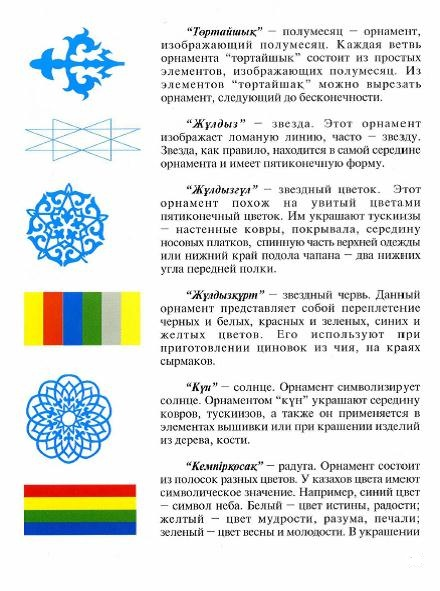 “Төртайшық” – полумесяц – орнамент,
изображающий полумесяц. Каждая ветвь
орнамента “төртайшык” состоит из простых
элементов, изображающих полумесяц. Из
элементов “төртайшақ” можно вырезать
орнамент, следующий до бесконечности.
“Жұлдыз” – звезда. Этот орнамент
изображает ломаную линию, часто – звезду.
Звезда, как правило, находится в самой середине
орнамента и имеет пятиконечную форму.
“Жұлдызгүл” – звездный цветок. Этот
орнамент похож на увитый цветами
пятиконечный цветок. Им украшают тускиизы
– настенные ковры, покрывала, середину
носовых платков, спинную часть верхней одежды
или нижний край подола чапана – два нижних
угла передней полки.
“Жұлдызқұрт” – звездный червь. Данный
орнамент представляет собой переплетение
черных и белых, красных и зеленых, синих и
желтых цветов. Его используют при
приготовлении циновок из чия, на краях
сырмаков.
“Күн” – солнце. Орнамент символизирует
солнце. Орнаментом “күн” украшают середину
ковров, тускиизов, а также он применяется в
элементах вышивки или при крашении изделий
из дерева, кости.
“Кемпірқосақ” – радуга. Орнамент состоит
из полосок разных цветов. У казахов цвета имеют
символическое значение. Например, синий цвет
– символ неба. Белый – цвет истины, радости;
желтый – цвет мудрости, разума, печали;
зеленый – цвет весны и молодости. В украшении